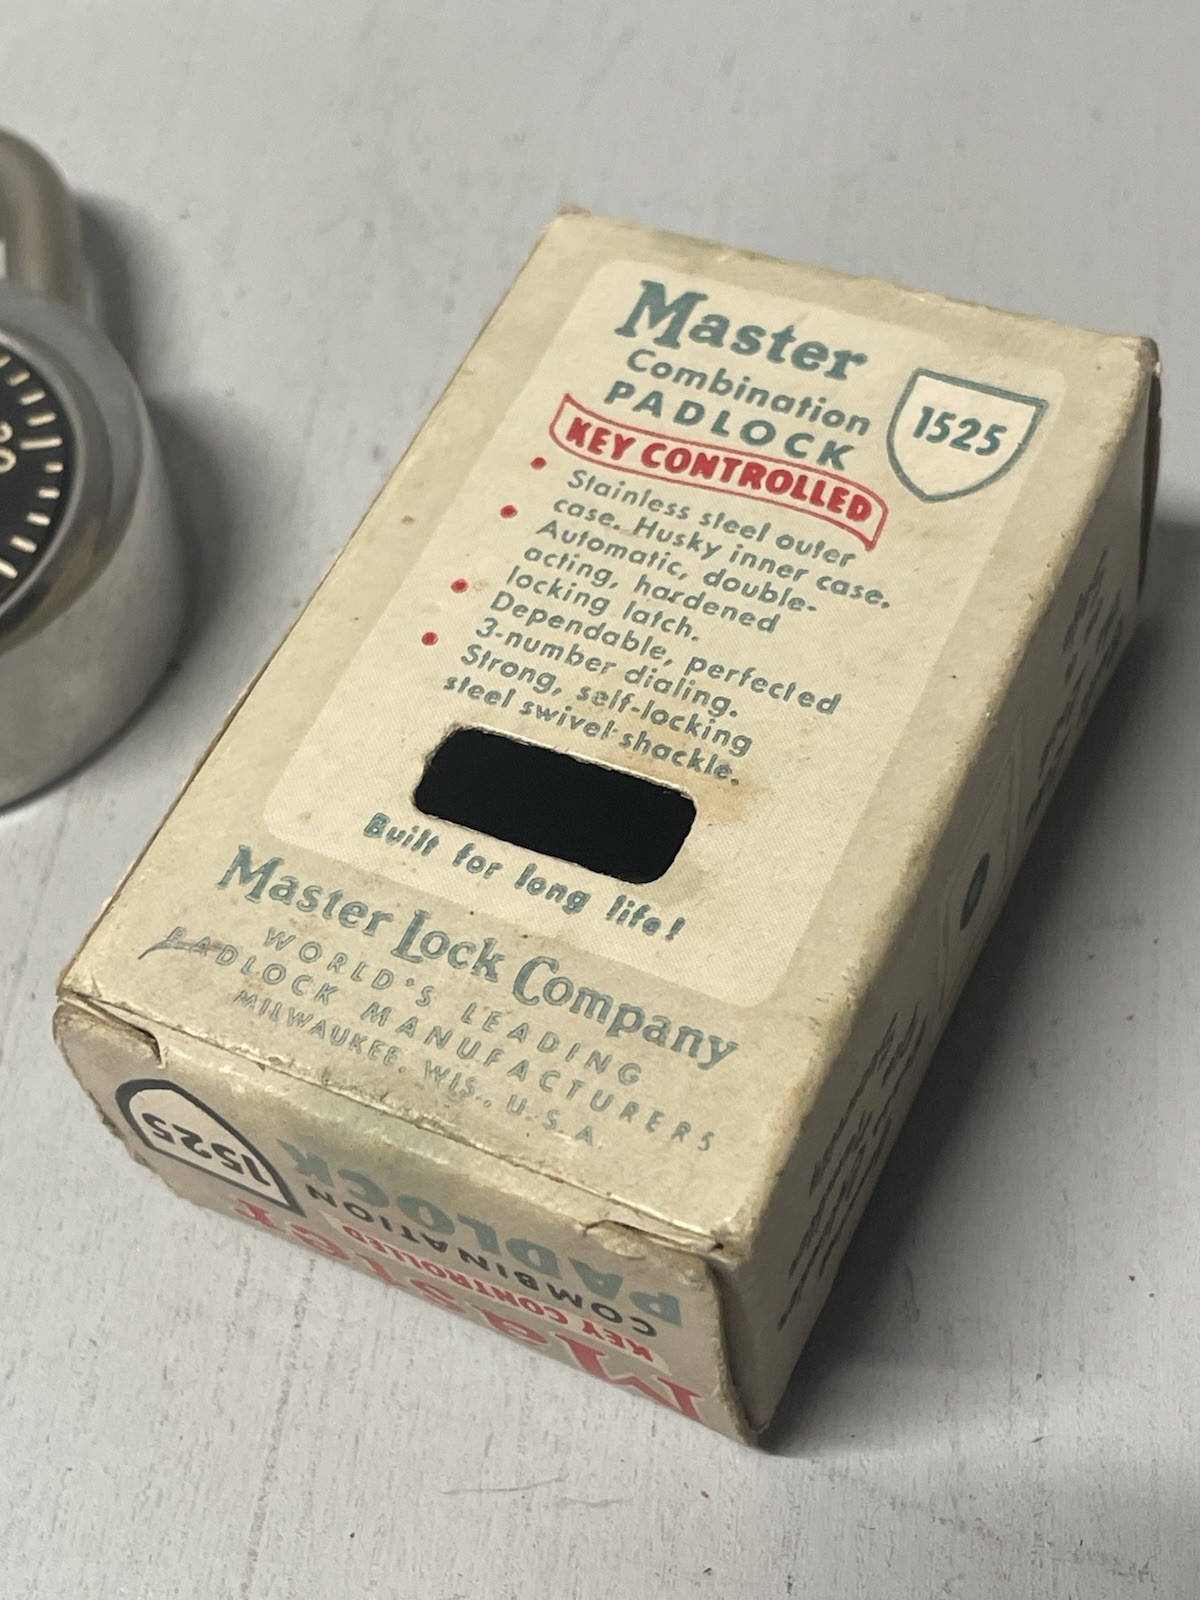 Master
Combination
PADLOCK
1525
KEY CONTROLLED
• Stainless steel outer
case. Husky inner case.
• Automatic, double-
acting, hardened
locking latch.
• Dependable, perfected
3-number dialing.
• Strong, self-locking
steel swivel shackle.
Built for long life!
Master Lock Company
WORLD'S LEADING
PADLOCK MANUFACTURERS
MILWAUKEE, WIS., U.S.A.
Master
KEY CONTROLLED
COMBINATION
PADLOCK
1525